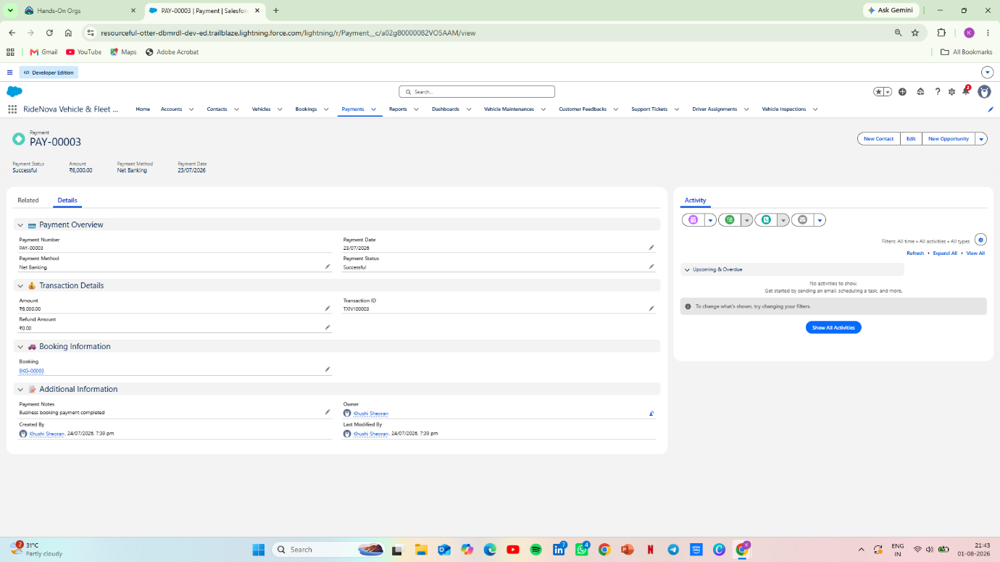 Hands-On Orgs
PAY-00003 | Payment | Salesfor
Ask Gemini
resourceful-otter-dbmrdl-dev-ed.trailblaze.lightning.force.com/lightning/r/Payment__c/a02g80000082VO5AAM/view
K
Gmail
YouTube
Maps
Adobe Acrobat
All Bookmarks
Developer Edition
Search...
2
RideNova Vehicle & Fleet ...
Home
Accounts
Contacts
Vehicles
Bookings
Payments
Reports
Dashboards
Vehicle Maintenances
Customer Feedbacks
Support Tickets
Driver Assignments
Vehicle Inspections
Payment
PAY-00003
New Contact
Edit
New Opportunity
Payment Status
Successful
Amount
₹6,000.00
Payment Method
Net Banking
Payment Date
23/07/2026
Related
Details
Payment Overview
Payment Number
PAY-00003
Payment Date
23/07/2026
Payment Method
Net Banking
Payment Status
Successful
Transaction Details
Amount
₹6,000.00
Transaction ID
TXN100003
Refund Amount
₹0.00
Booking Information
Booking
BKG-00003
Additional Information
Payment Notes
Business booking payment completed
Owner
Khushi Sheoran
Created By
Khushi Sheoran, 24/07/2026, 7:39 pm
Last Modified By
Khushi Sheoran, 24/07/2026, 7:39 pm
Activity
Filters: All time • All activities • All types
Refresh • Expand All • View All
Upcoming & Overdue
No activities to show.
Get started by sending an email, scheduling a task, and more.
To change what's shown, try changing your filters.
Show All Activities
2
31°C
Partly cloudy
Search
7
4
K
ENG
IN
21:43
01-08-2026